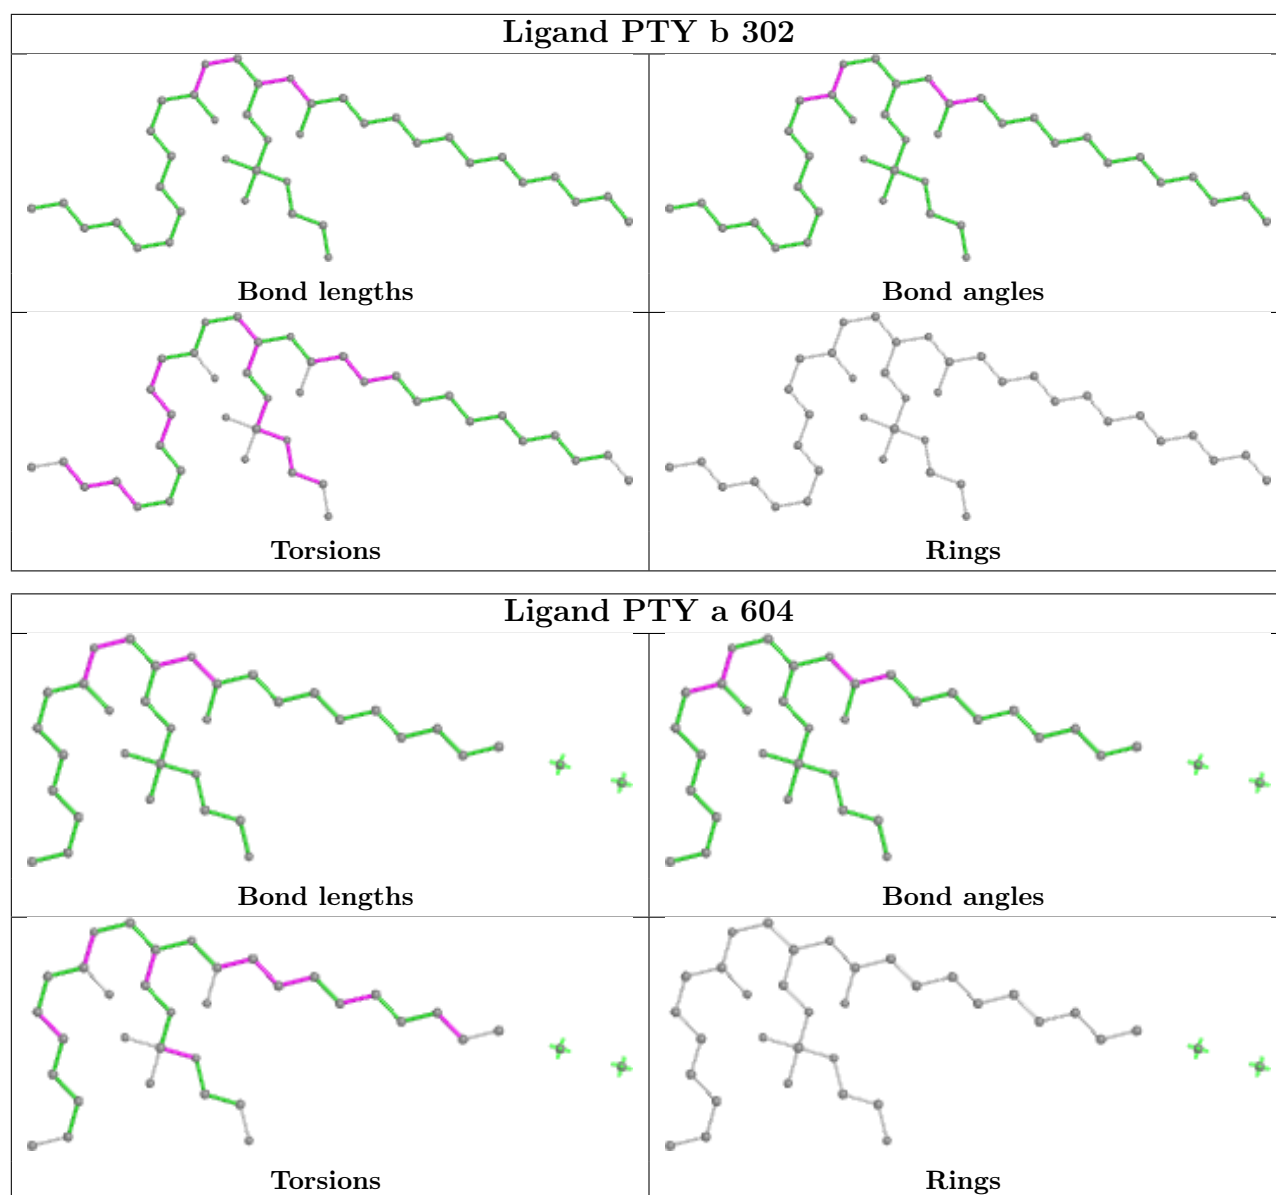 Ligand PTY b 302
Bond lengths
Bond angles
Torsions
Rings
Ligand PTY a 604
Bond lengths
Bond angles
Torsions
Rings